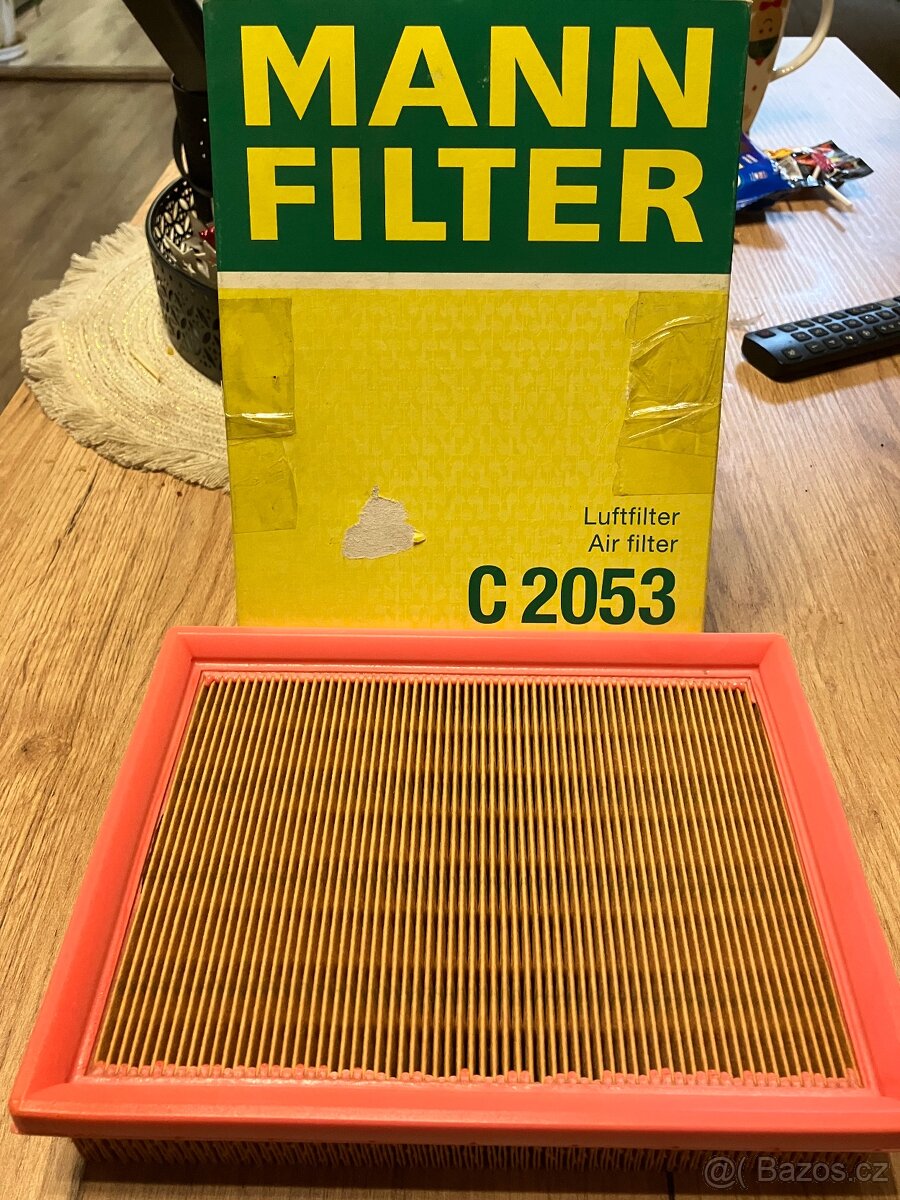 MANN
FILTER
Luftfilter
Air filter
C 2053
@( Bazos.cz